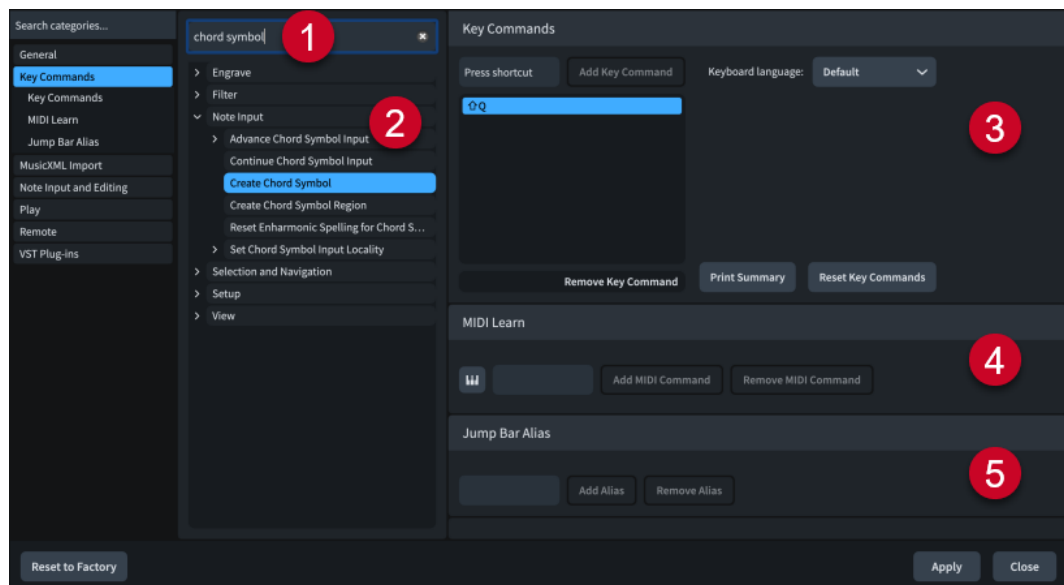 Search categories...
General
Key Commands
Key Commands
MIDI Learn
Jump Bar Alias
MusicXML Import
Note Input and Editing
Play
Remote
VST Plug-ins
chord symbol
1
Engrave
Filter
Note Input
2
Advance Chord Symbol Input
Continue Chord Symbol Input
Create Chord Symbol
Create Chord Symbol Region
Reset Enharmonic Spelling for Chord S...
Set Chord Symbol Input Locality
Selection and Navigation
Setup
View
Key Commands
Press shortcut Add Key Command Keyboard language: Default
⇧Q
3
Remove Key Command Print Summary Reset Key Commands
MIDI Learn
4
Add MIDI Command Remove MIDI Command
Jump Bar Alias
5
Add Alias Remove Alias
Reset to Factory Apply Close